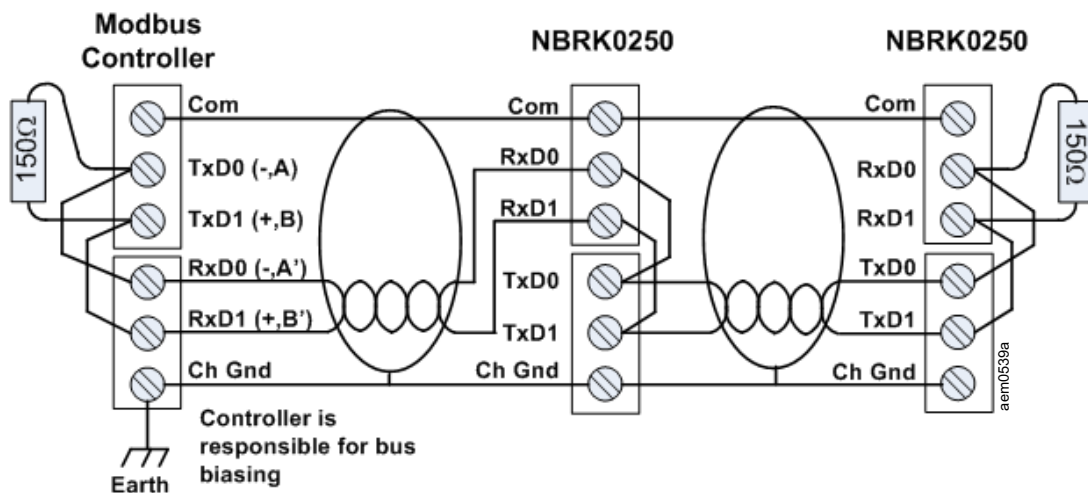 Modbus
Controller
NBRK0250
NBRK0250
150Ω
Com
TxD0 (-,A)
TxD1 (+,B)
RxD0 (-,A’)
RxD1 (+,B’)
Ch Gnd
Earth
Controller is
responsible for bus
biasing
Com
RxD0
RxD1
TxD0
TxD1
Ch Gnd
Com
RxD0
RxD1
TxD0
TxD1
Ch Gnd
150Ω
aem0539a